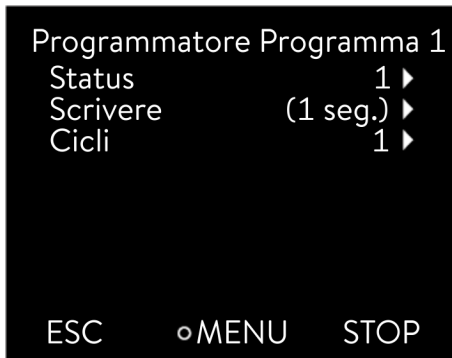 Programmatore Programma 1
Status 1
Scrivere (1 seg.)
Cicli 1
ESC MENU STOP